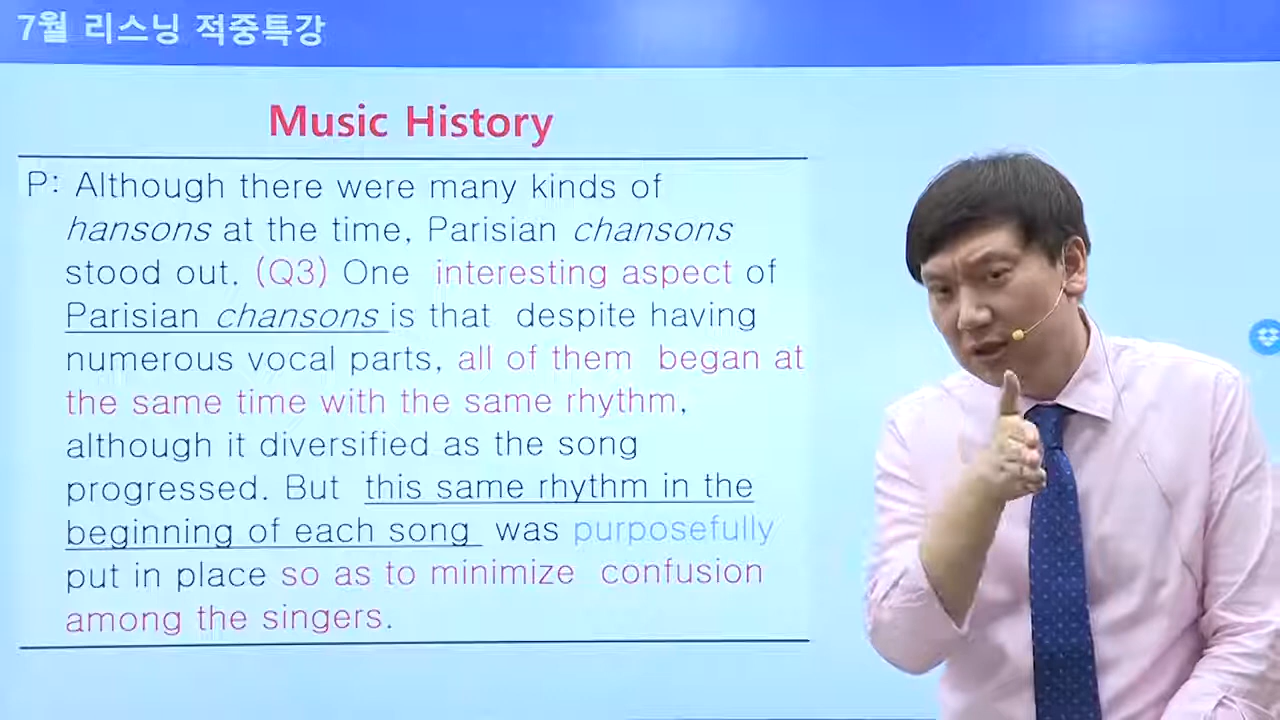 7월 리스닝 적중특강
Music History
P: Although there were many kinds of
hansons at the time, Parisian chansons
stood out. (Q3) One interesting aspect of
Parisian chansons is that despite having
numerous vocal parts, all of them began at
the same time with the same rhythm,
although it diversified as the song
progressed. But this same rhythm in the
beginning of each song was purposefully
put in place so as to minimize confusion
among the singers.